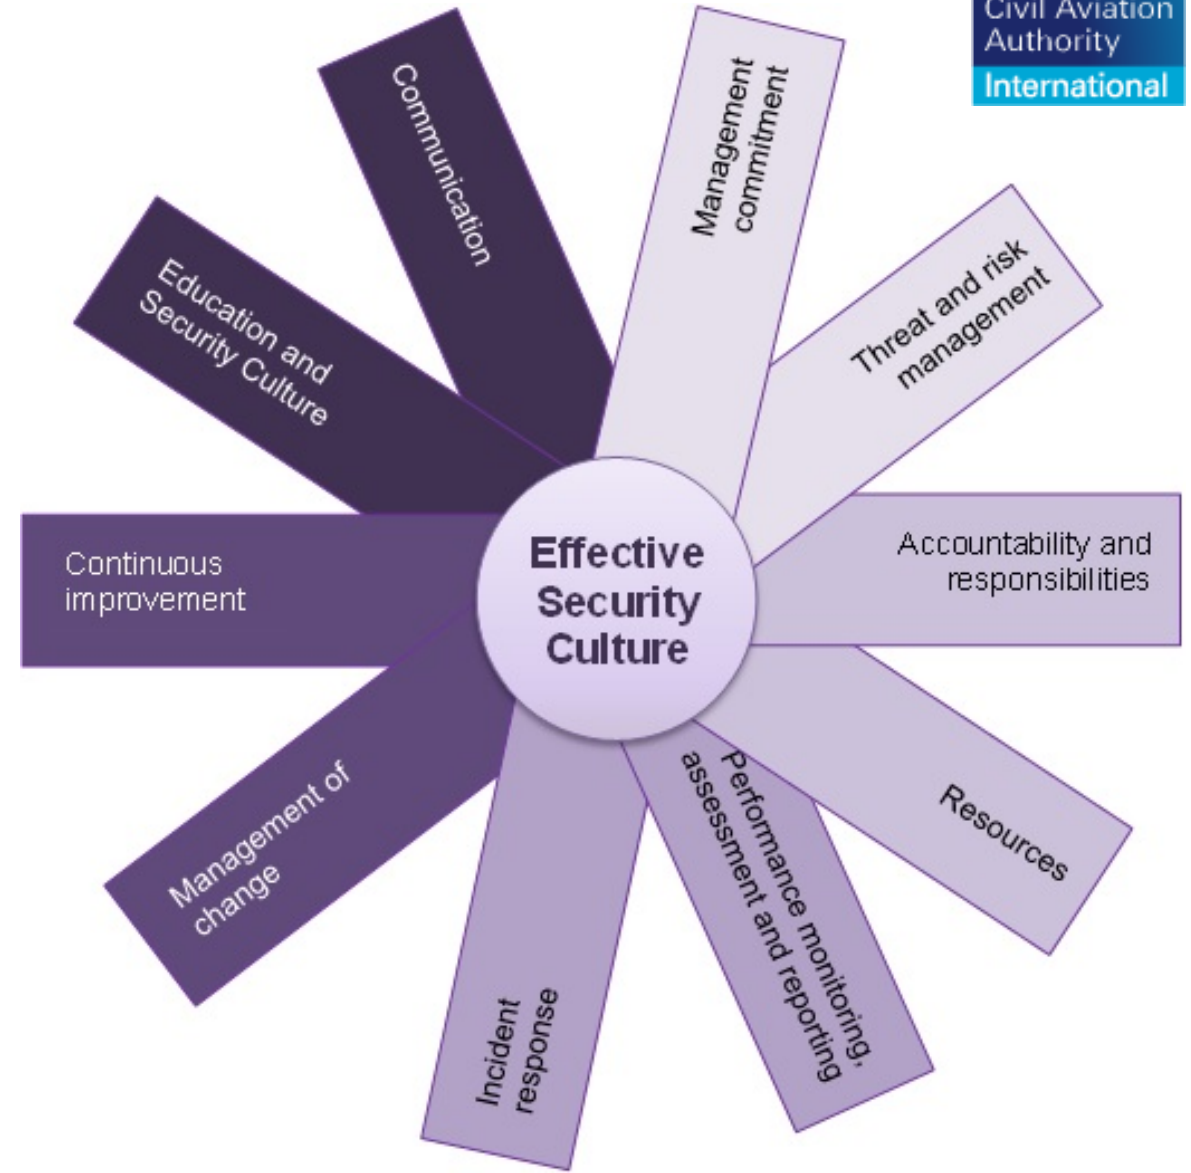 Civil Aviation
Authority
International
Management
commitment
Threat and risk
management
Accountability and
responsibilities
Resources
Performance monitoring,
assessment and reporting
Incident
response
Management of
change
Continuous
improvement
Education and
Security Culture
Communication
Effective
Security
Culture